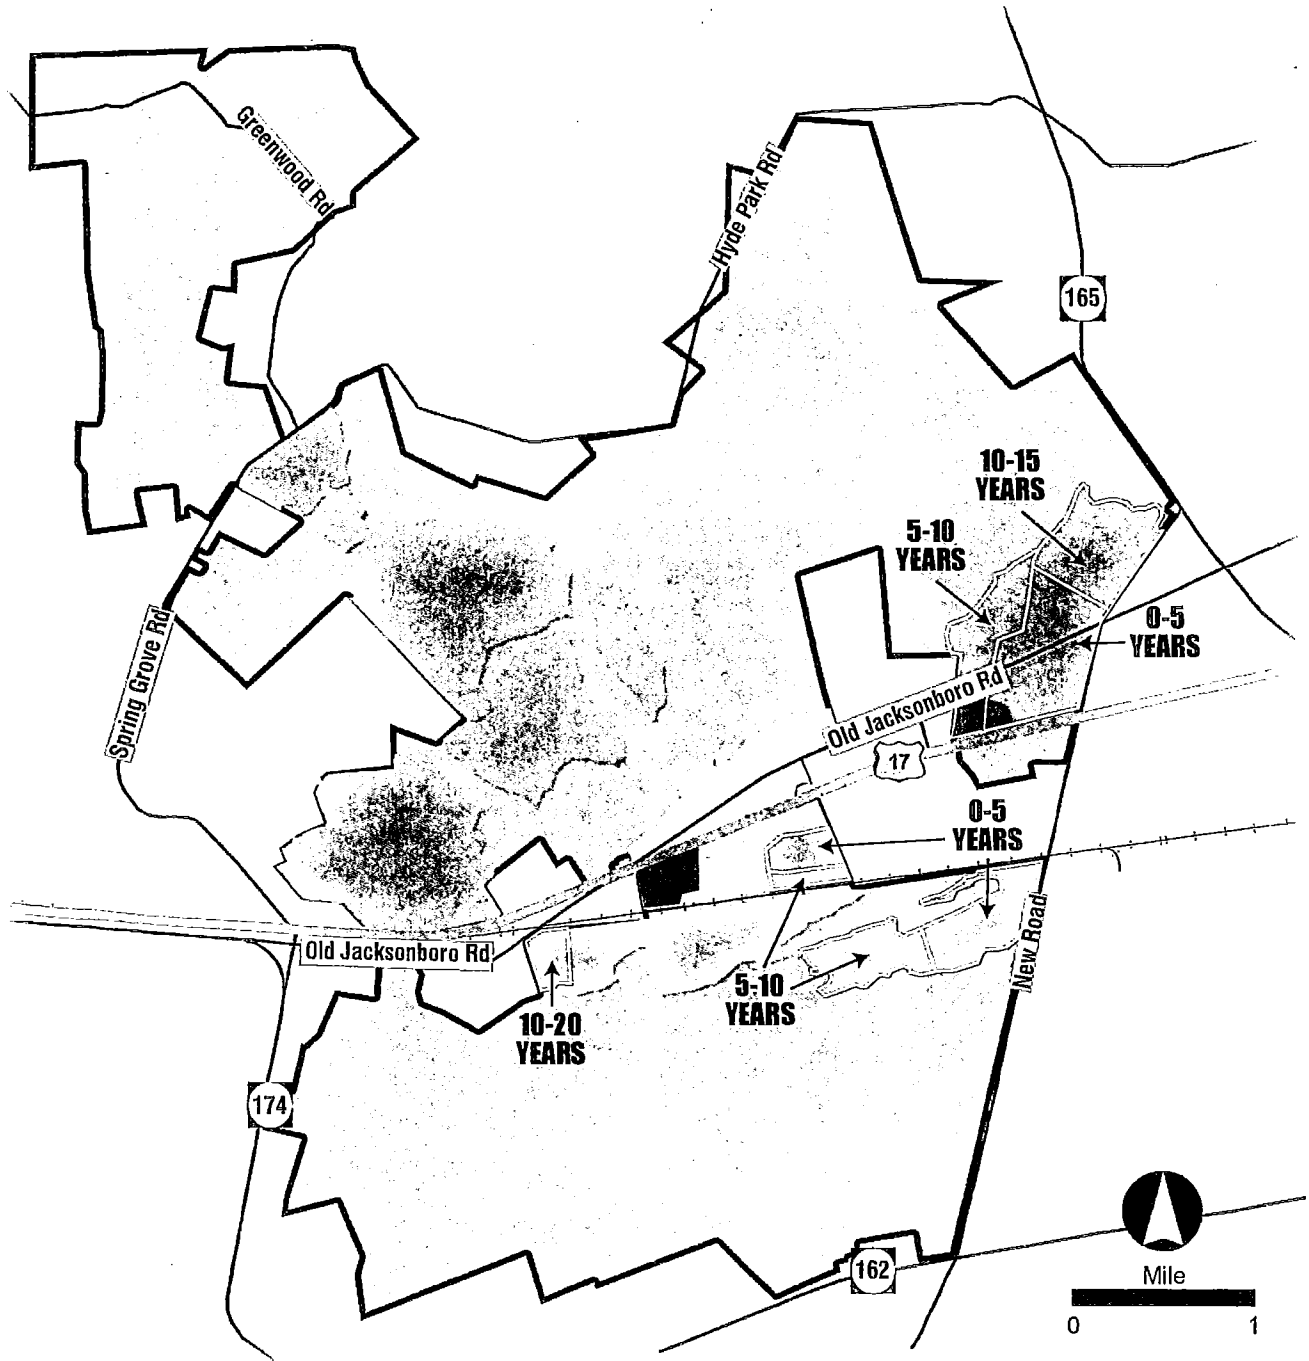 Greenwood Rd
Hyde Park Rd
165
10-15
YEARS
5-10
YEARS
0-5
YEARS
Spring Grove Rd
Old Jacksonboro Rd
17
0-5
YEARS
Old Jacksonboro Rd
New Road
5-10
YEARS
10-20
YEARS
174
162
Mile
0 1